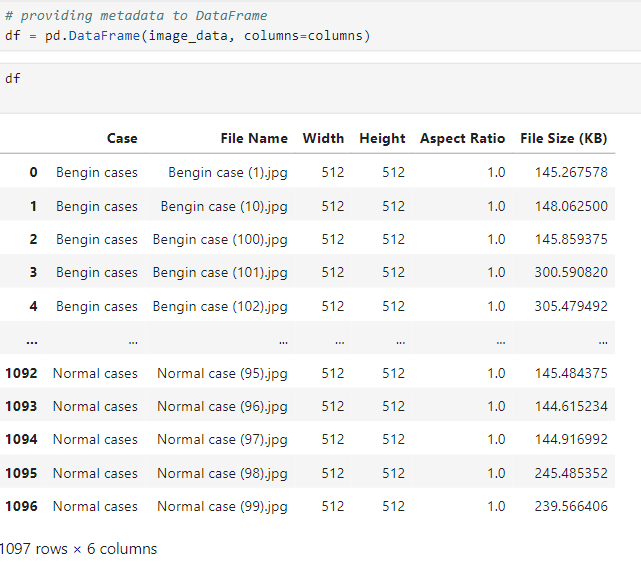 # providing metadata to DataFrame
df = pd.DataFrame(image_data, columns=columns)
df
Case File Name Width Height Aspect Ratio File Size (KB)
0 Bengin cases Bengin case (1).jpg 512 512 1.0 145.267578
1 Bengin cases Bengin case (10).jpg 512 512 1.0 148.062500
2 Bengin cases Bengin case (100).jpg 512 512 1.0 145.859375
3 Bengin cases Bengin case (101).jpg 512 512 1.0 300.590820
4 Bengin cases Bengin case (102).jpg 512 512 1.0 305.479492
... ... ... ... ... ... ...
1092 Normal cases Normal case (95).jpg 512 512 1.0 145.484375
1093 Normal cases Normal case (96).jpg 512 512 1.0 144.615234
1094 Normal cases Normal case (97).jpg 512 512 1.0 144.916992
1095 Normal cases Normal case (98).jpg 512 512 1.0 245.485352
1096 Normal cases Normal case (99).jpg 512 512 1.0 239.566406
1097 rows × 6 columns